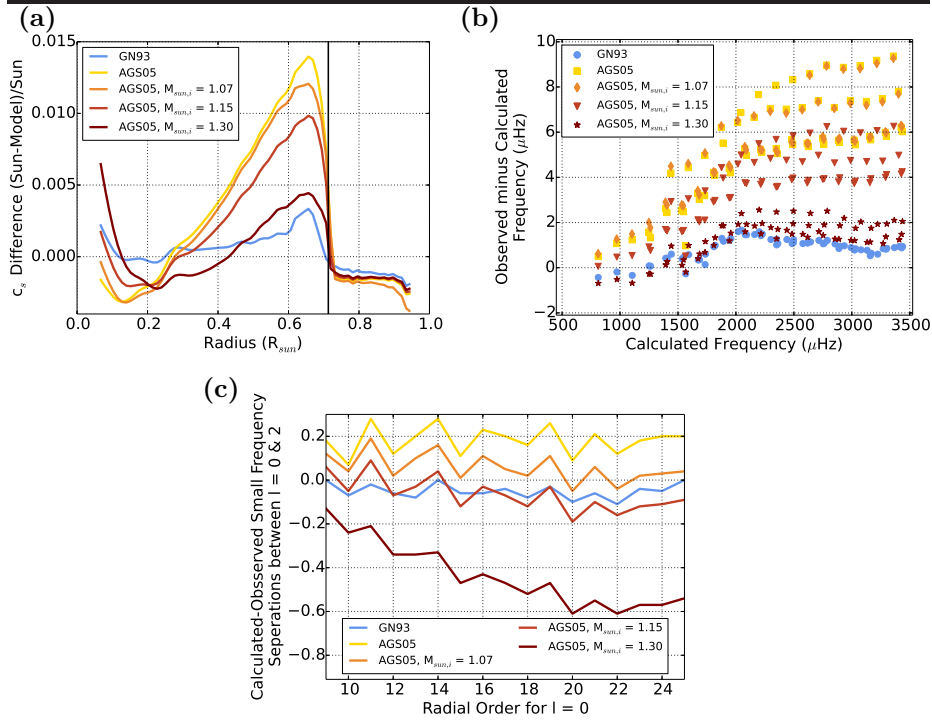 (a)
0.015
0.010
0.005
0.000
c_s Difference (Sun-Model)/Sun
GN93
AGS05
AGS05, M_sun,i = 1.07
AGS05, M_sun,i = 1.15
AGS05, M_sun,i = 1.30
0.0 0.2 0.4 0.6 0.8 1.0
Radius (R_sun)
(b)
10
8
6
4
2
0
−2
Observed minus Calculated
Frequency (μHz)
GN93
AGS05
AGS05, M_sun,i = 1.07
AGS05, M_sun,i = 1.15
AGS05, M_sun,i = 1.30
500 1000 1500 2000 2500 3000 3500
Calculated Frequency (μHz)
(c)
0.2
0.0
−0.2
−0.4
−0.6
−0.8
Calculated-Obsserved Small Frequency
Seperations between l = 0 & 2
GN93
AGS05
AGS05, M_sun,i = 1.07
AGS05, M_sun,i = 1.15
AGS05, M_sun,i = 1.30
10 12 14 16 18 20 22 24
Radial Order for l = 0